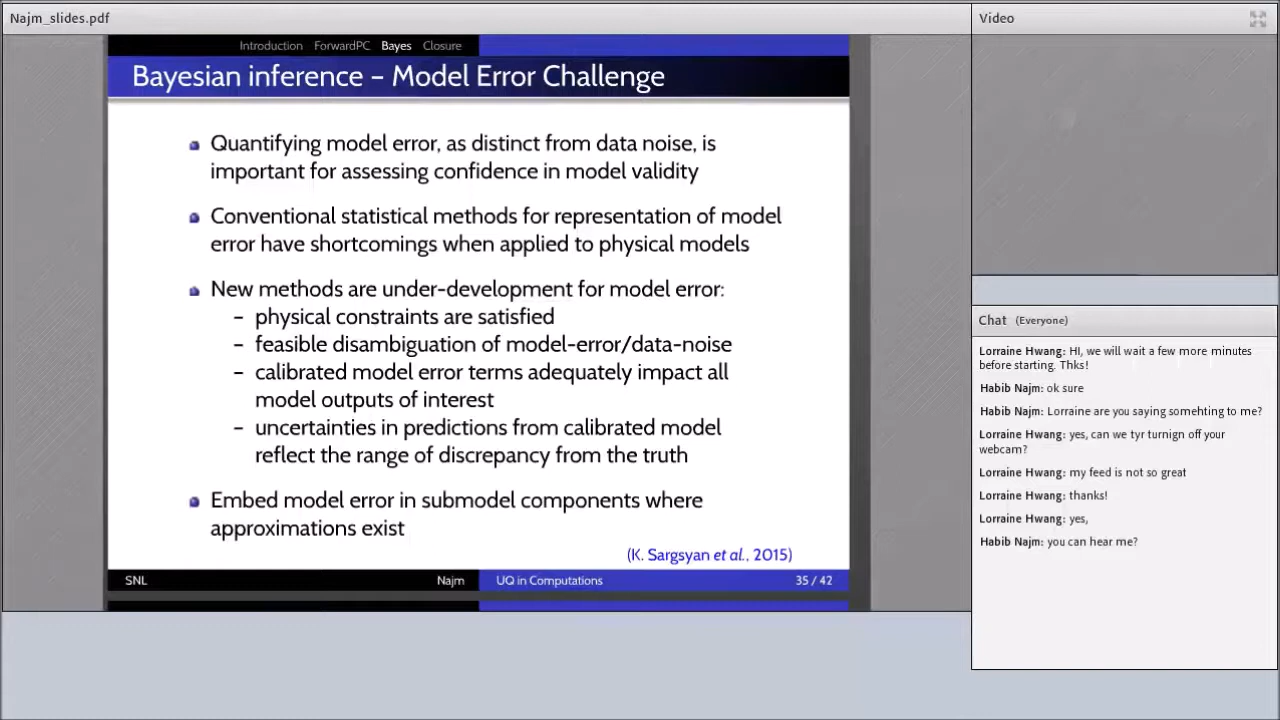 Najm_slides.pdf
Introduction ForwardPC Bayes Closure
Bayesian inference – Model Error Challenge
Quantifying model error, as distinct from data noise, is
important for assessing confidence in model validity
Conventional statistical methods for representation of model
error have shortcomings when applied to physical models
New methods are under-development for model error:
– physical constraints are satisfied
– feasible disambiguation of model-error/data-noise
– calibrated model error terms adequately impact all
model outputs of interest
– uncertainties in predictions from calibrated model
reflect the range of discrepancy from the truth
Embed model error in submodel components where
approximations exist
(K. Sargsyan et al., 2015)
SNL Najm UQ in Computations 35 / 42
Video
Chat (Everyone)
Lorraine Hwang: HI, we will wait a few more minutes
before starting. Thks!
Habib Najm: ok sure
Habib Najm: Lorraine are you saying somehting to me?
Lorraine Hwang: yes, can we tyr turnign off your
webcam?
Lorraine Hwang: my feed is not so great
Lorraine Hwang: thanks!
Lorraine Hwang: yes,
Habib Najm: you can hear me?